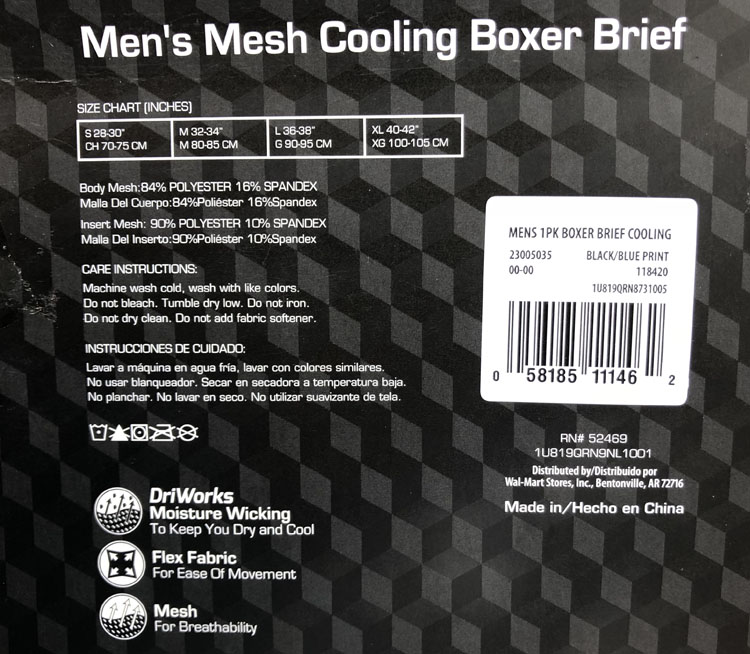 Men's Mesh Cooling Boxer Brief
SIZE CHART (INCHES)
S 28-30" M 32-34" L 36-38" XL 40-42"
CH 70-75 CM M 80-85 CM G 90-95 CM XG 100-105 CM
Body Mesh:84% POLYESTER 16% SPANDEX
Malla Del Cuerpo:84%Poliéster 16%Spandex
Insert Mesh: 90% POLYESTER 10% SPANDEX
Malla Del Inserto:90%Poliéster 10%Spandex
CARE INSTRUCTIONS:
Machine wash cold, wash with like colors.
Do not bleach. Tumble dry low. Do not iron.
Do not dry clean. Do not add fabric softener.
INSTRUCCIONES DE CUIDADO:
Lavar a máquina en agua fría, lavar con colores similares.
No usar blanqueador. Secar en secadora a temperatura baja.
No planchar. No lavar en seco. No utilizar suavizante de tela.
DriWorks
Moisture Wicking
To Keep You Dry and Cool
Flex Fabric
For Ease Of Movement
Mesh
For Breathability
MENS 1PK BOXER BRIEF COOLING
23005035 BLACK/BLUE PRINT
00-00 118420
1U819QRN8731005
0 58185 11146 2
RN# 52469
1U819QRN9NL1001
Distributed by/Distribuido por
Wal-Mart Stores, Inc., Bentonville, AR 72716
Made in/Hecho en China